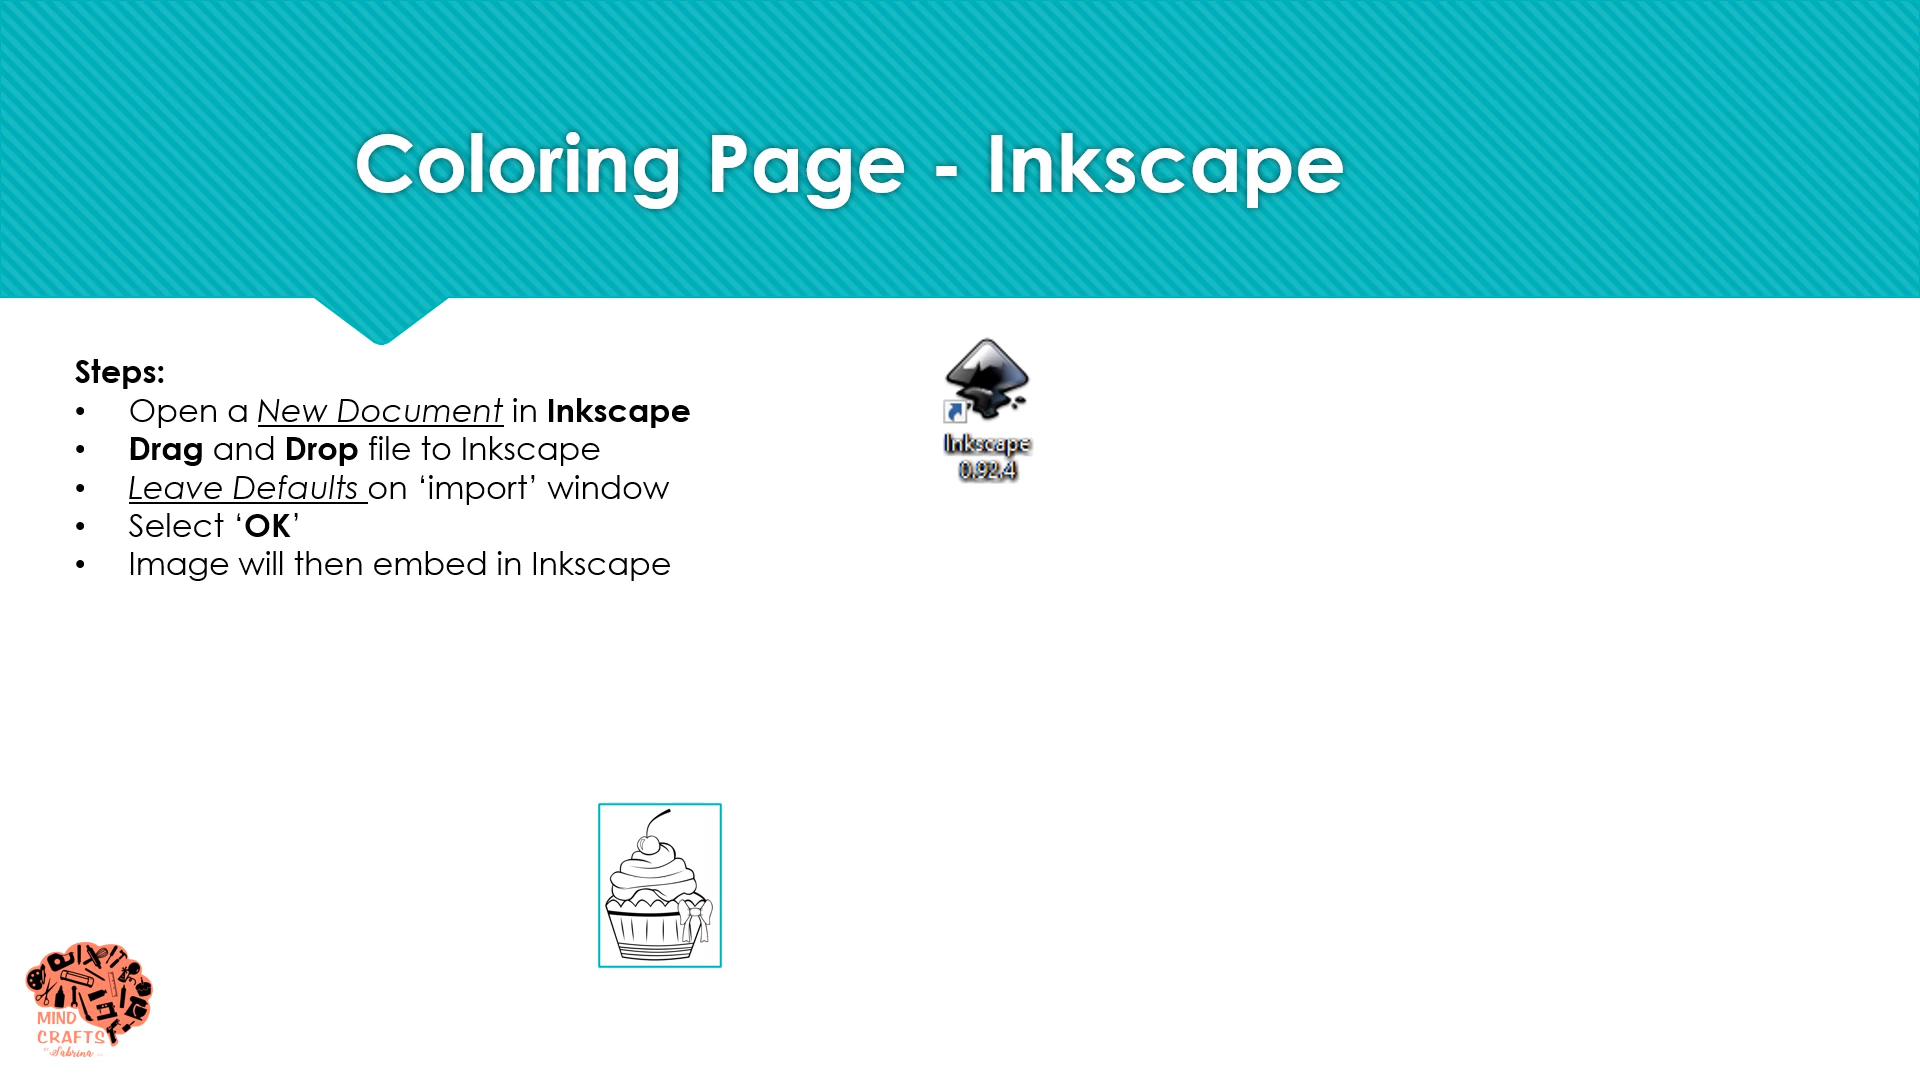 Coloring Page - Inkscape
Steps:
• Open a New Document in Inkscape
• Drag and Drop file to Inkscape
• Leave Defaults on ‘import’ window
• Select ‘OK’
• Image will then embed in Inkscape
Inkscape
0.92.4
MIND
CRAFTS
Sabrina